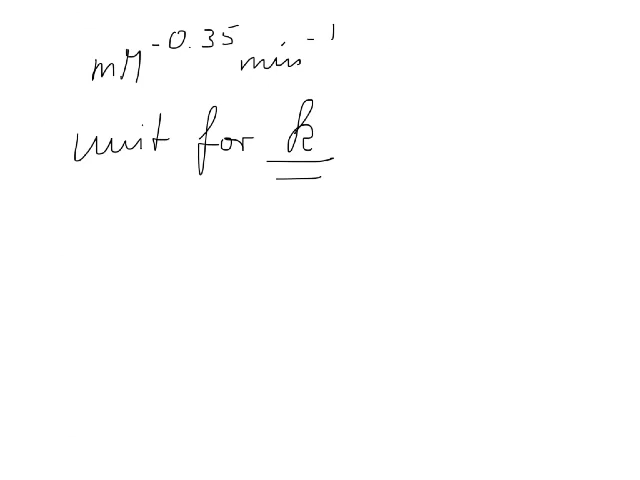 mM⁻⁰·³⁵ min⁻¹
unit for k